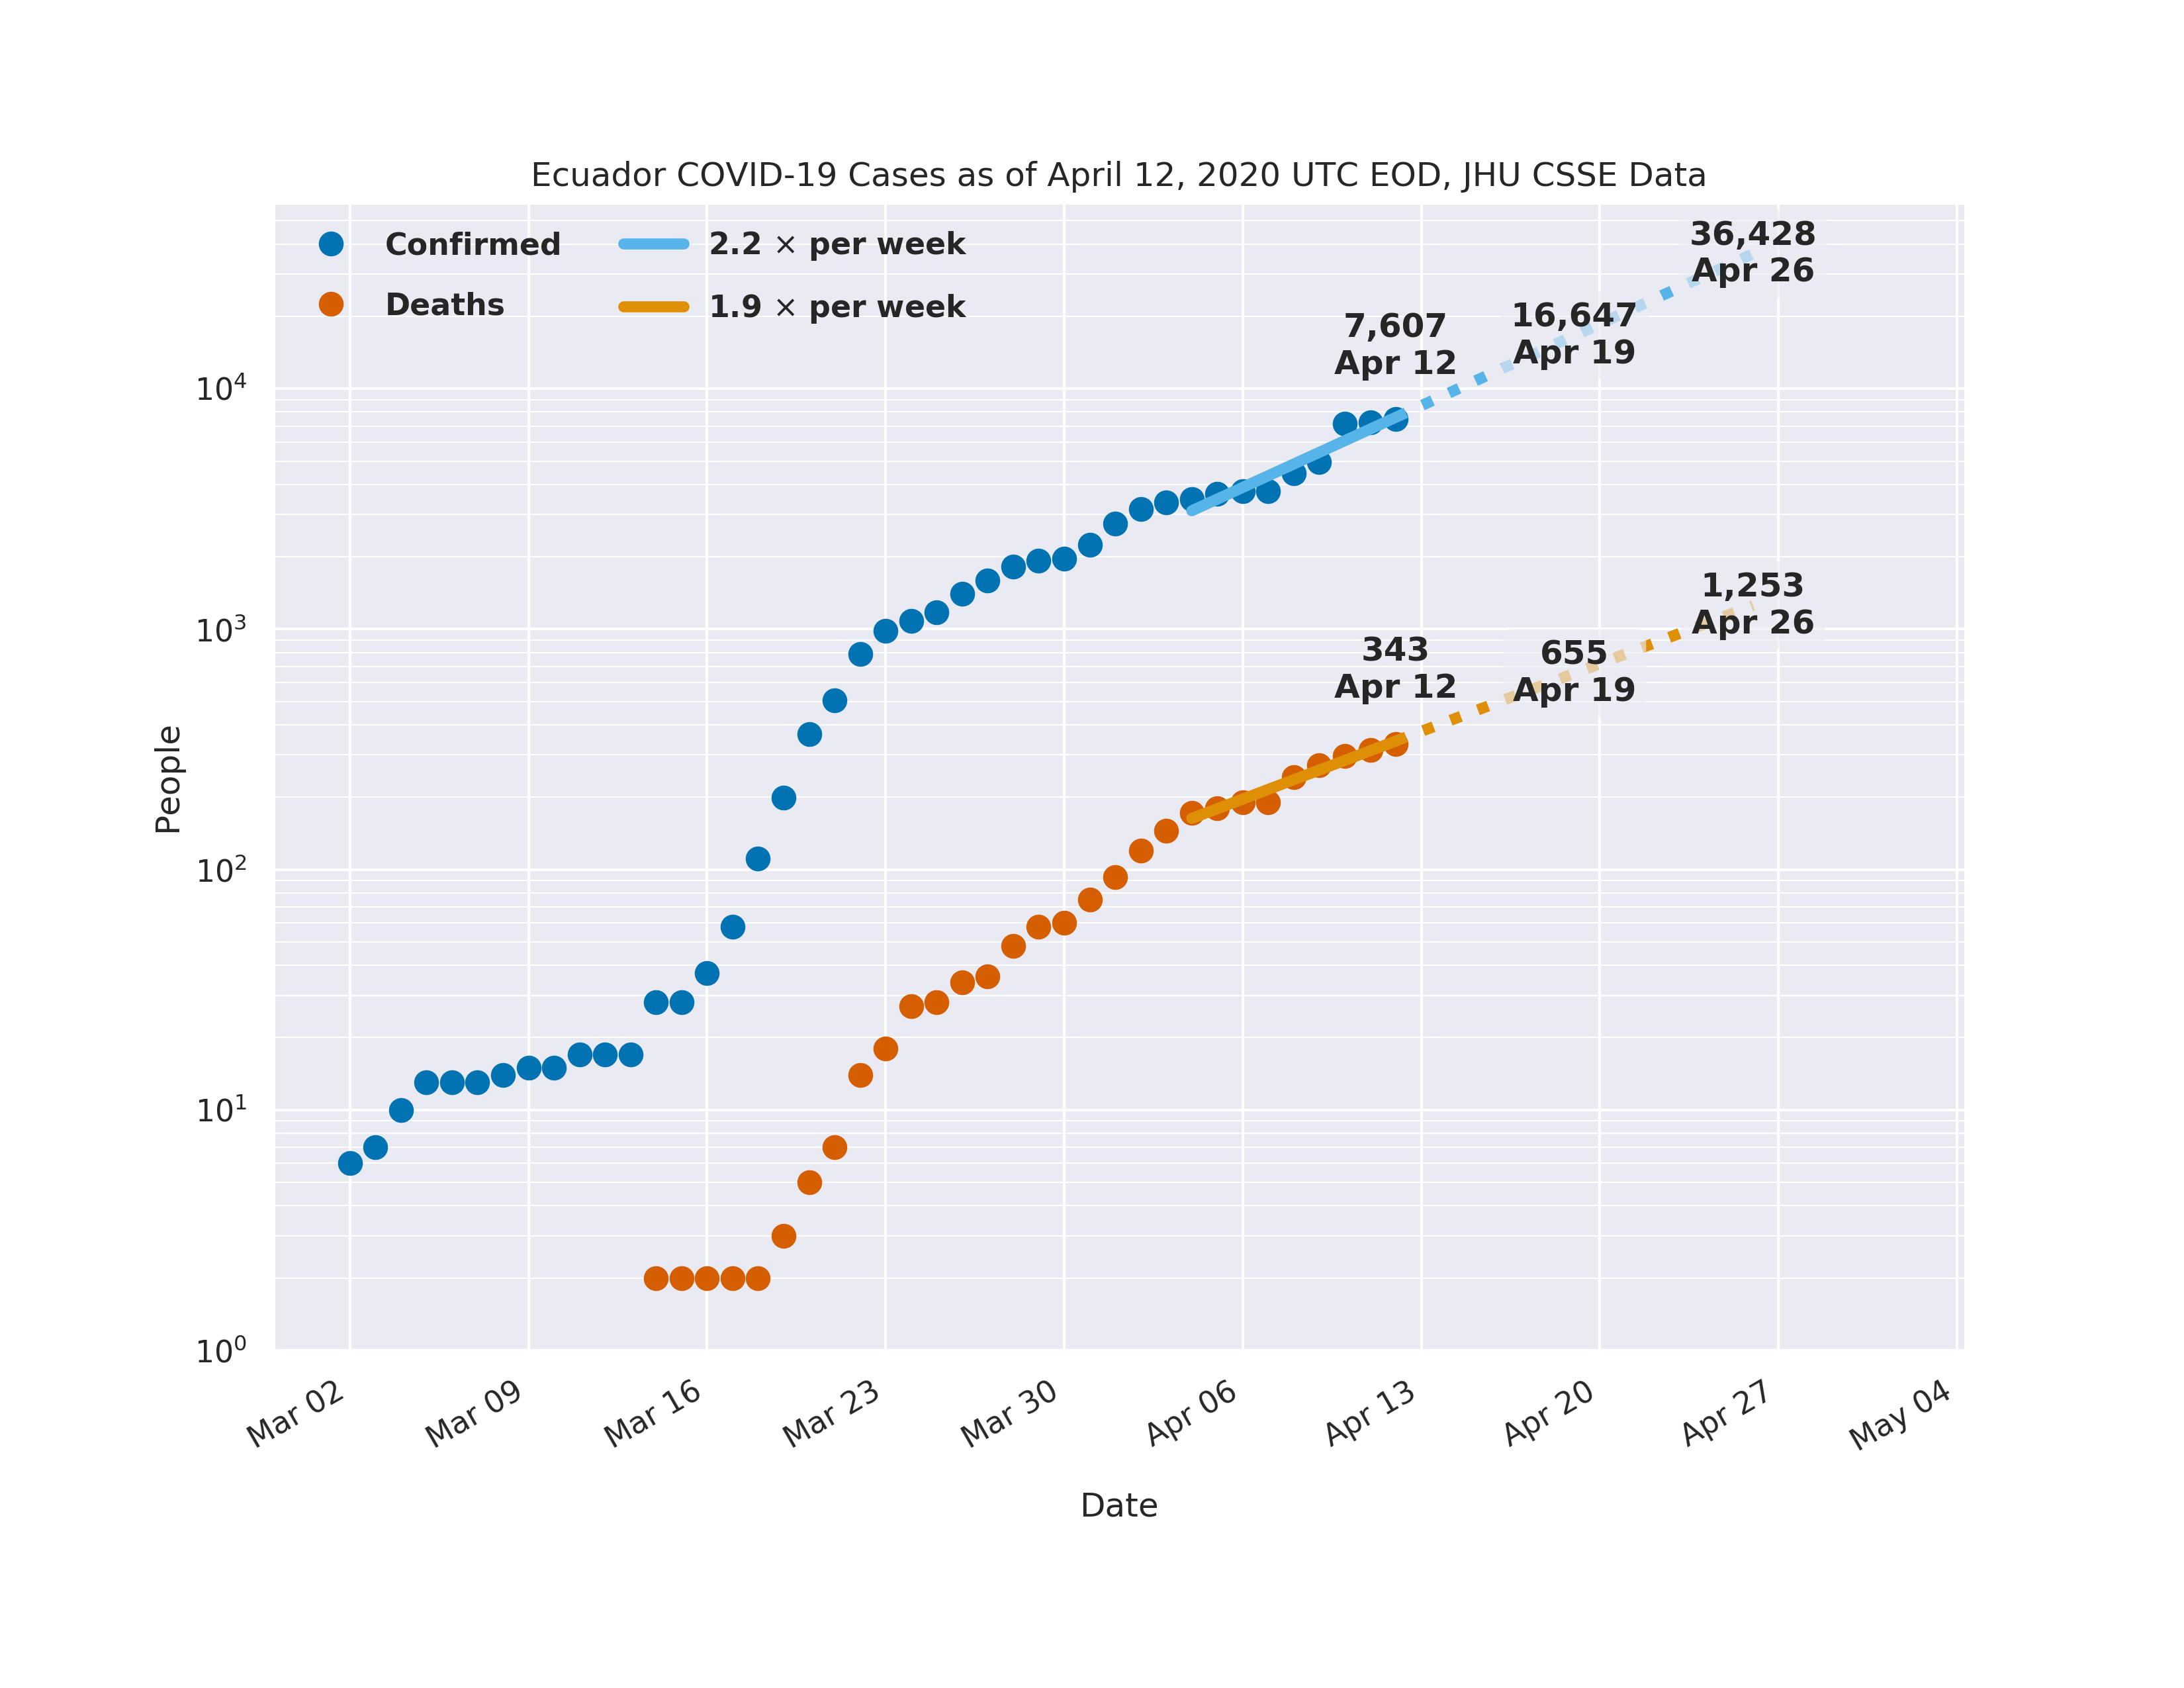 Ecuador COVID-19 Cases as of April 12, 2020 UTC EOD, JHU CSSE Data
Confirmed
Deaths
2.2 × per week
1.9 × per week
36,428
Apr 26
16,647
Apr 19
7,607
Apr 12
1,253
Apr 26
655
Apr 19
343
Apr 12
People
10⁴
10³
10²
10¹
10⁰
Mar 02
Mar 09
Mar 16
Mar 23
Mar 30
Apr 06
Apr 13
Apr 20
Apr 27
May 04
Date